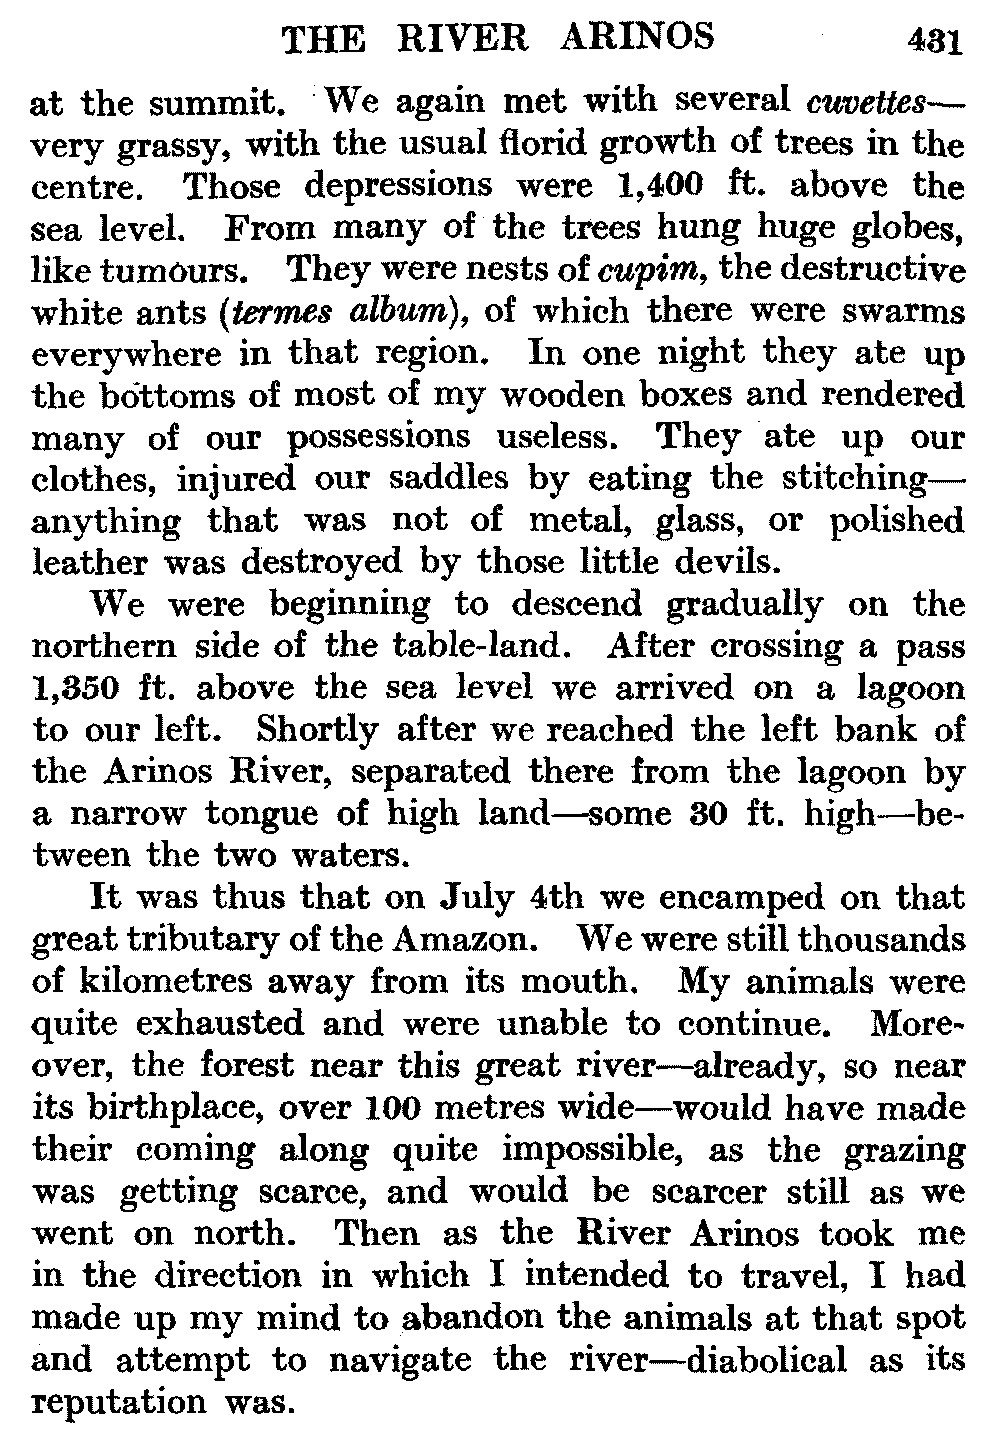 THE RIVER ARINOS 431
at the summit. We again met with several cuvettes—
very grassy, with the usual florid growth of trees in the
centre. Those depressions were 1,400 ft. above the
sea level. From many of the trees hung huge globes,
like tumours. They were nests of cupim, the destructive
white ants (termes album), of which there were swarms
everywhere in that region. In one night they ate up
the bottoms of most of my wooden boxes and rendered
many of our possessions useless. They ate up our
clothes, injured our saddles by eating the stitching—
anything that was not of metal, glass, or polished
leather was destroyed by those little devils.
We were beginning to descend gradually on the
northern side of the table-land. After crossing a pass
1,350 ft. above the sea level we arrived on a lagoon
to our left. Shortly after we reached the left bank of
the Arinos River, separated there from the lagoon by
a narrow tongue of high land—some 30 ft. high—be-
tween the two waters.
It was thus that on July 4th we encamped on that
great tributary of the Amazon. We were still thousands
of kilometres away from its mouth. My animals were
quite exhausted and were unable to continue. More-
over, the forest near this great river—already, so near
its birthplace, over 100 metres wide—would have made
their coming along quite impossible, as the grazing
was getting scarce, and would be scarcer still as we
went on north. Then as the River Arinos took me
in the direction in which I intended to travel, I had
made up my mind to abandon the animals at that spot
and attempt to navigate the river—diabolical as its
reputation was.